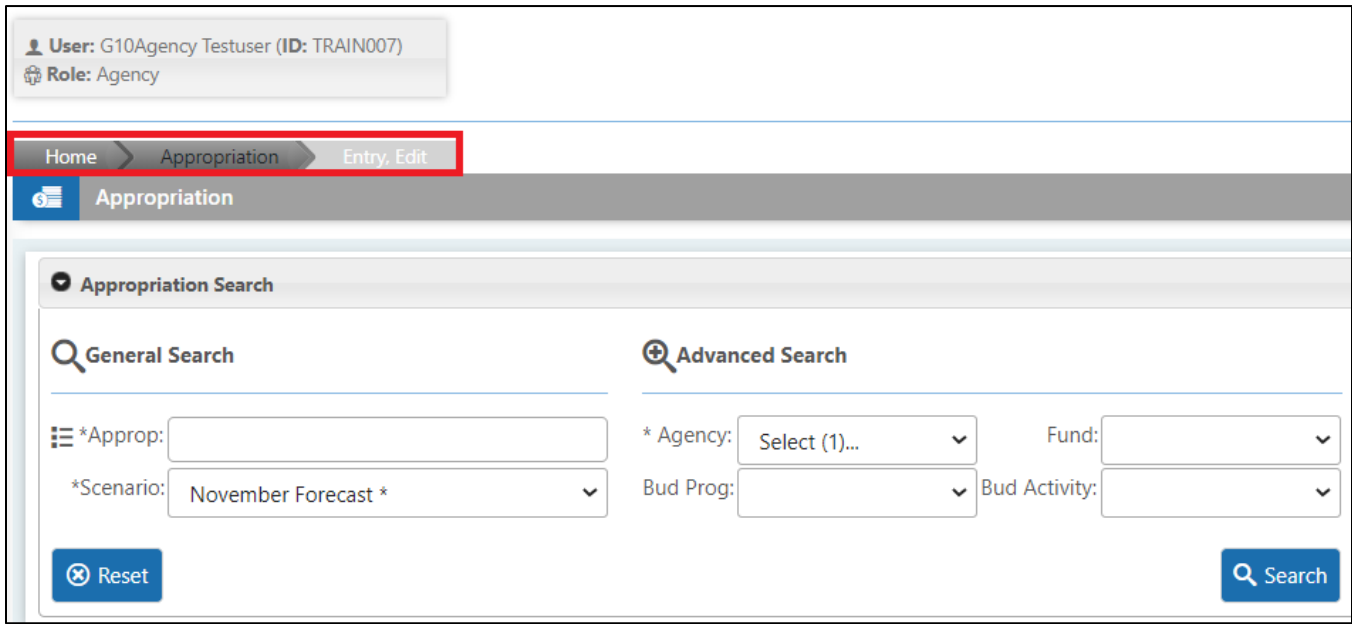 User: G10Agency Testuser (ID: TRAIN007)
Role: Agency
Home Appropriation Entry, Edit
Appropriation
Appropriation Search
General Search
*Approp:
*Scenario: November Forecast *
Reset
Advanced Search
* Agency: Select (1)... Fund:
Bud Prog: Bud Activity:
Search